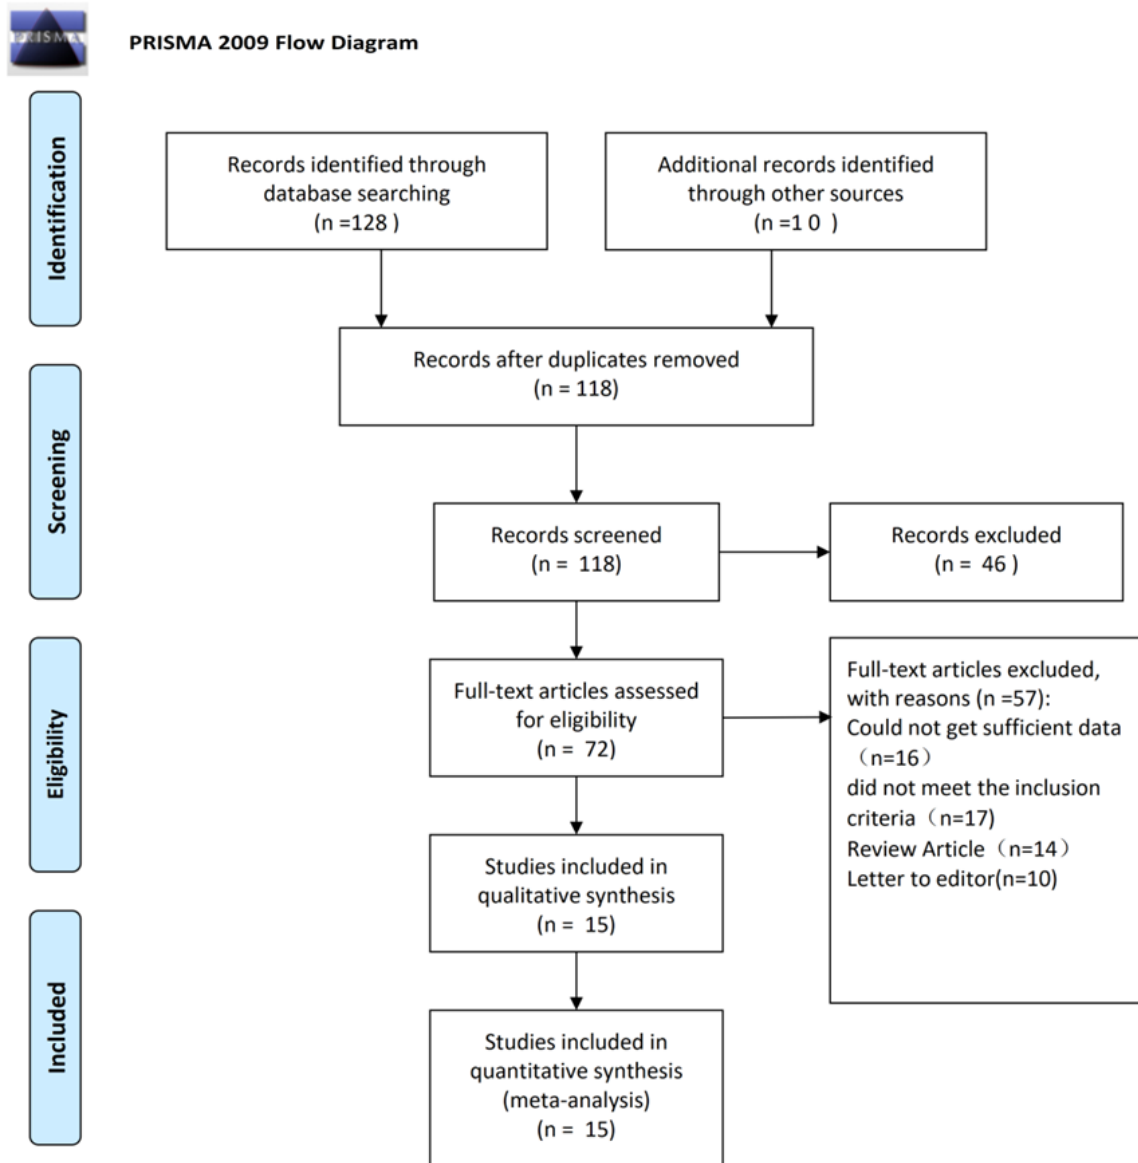 PRISMA
PRISMA 2009 Flow Diagram
Identification
Records identified through
database searching
(n =128 )
Additional records identified
through other sources
(n =1 0 )
Records after duplicates removed
(n = 118)
Screening
Records screened
(n = 118)
Records excluded
(n = 46 )
Eligibility
Full-text articles assessed
for eligibility
(n = 72)
Full-text articles excluded,
with reasons (n =57):
Could not get sufficient data
（n=16）
did not meet the inclusion
criteria（n=17)
Review Article（n=14）
Letter to editor(n=10)
Studies included in
qualitative synthesis
(n = 15)
Included
Studies included in
quantitative synthesis
(meta-analysis)
(n = 15)